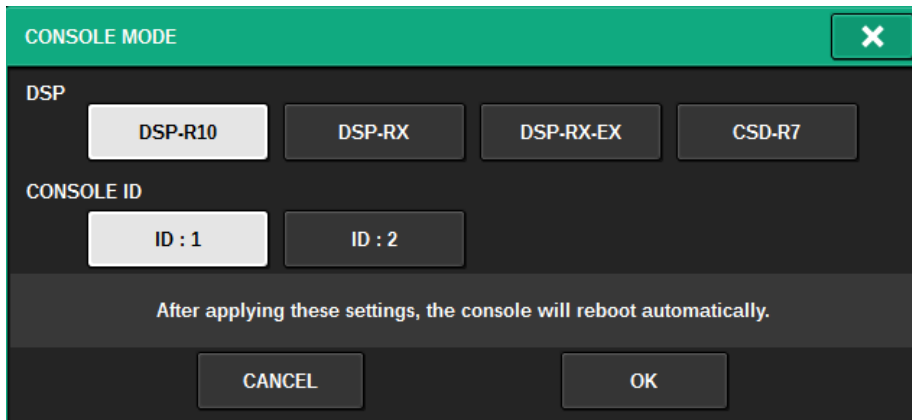 CONSOLE MODE
DSP
DSP-R10 DSP-RX DSP-RX-EX CSD-R7
CONSOLE ID
ID : 1 ID : 2
After applying these settings, the console will reboot automatically.
CANCEL OK